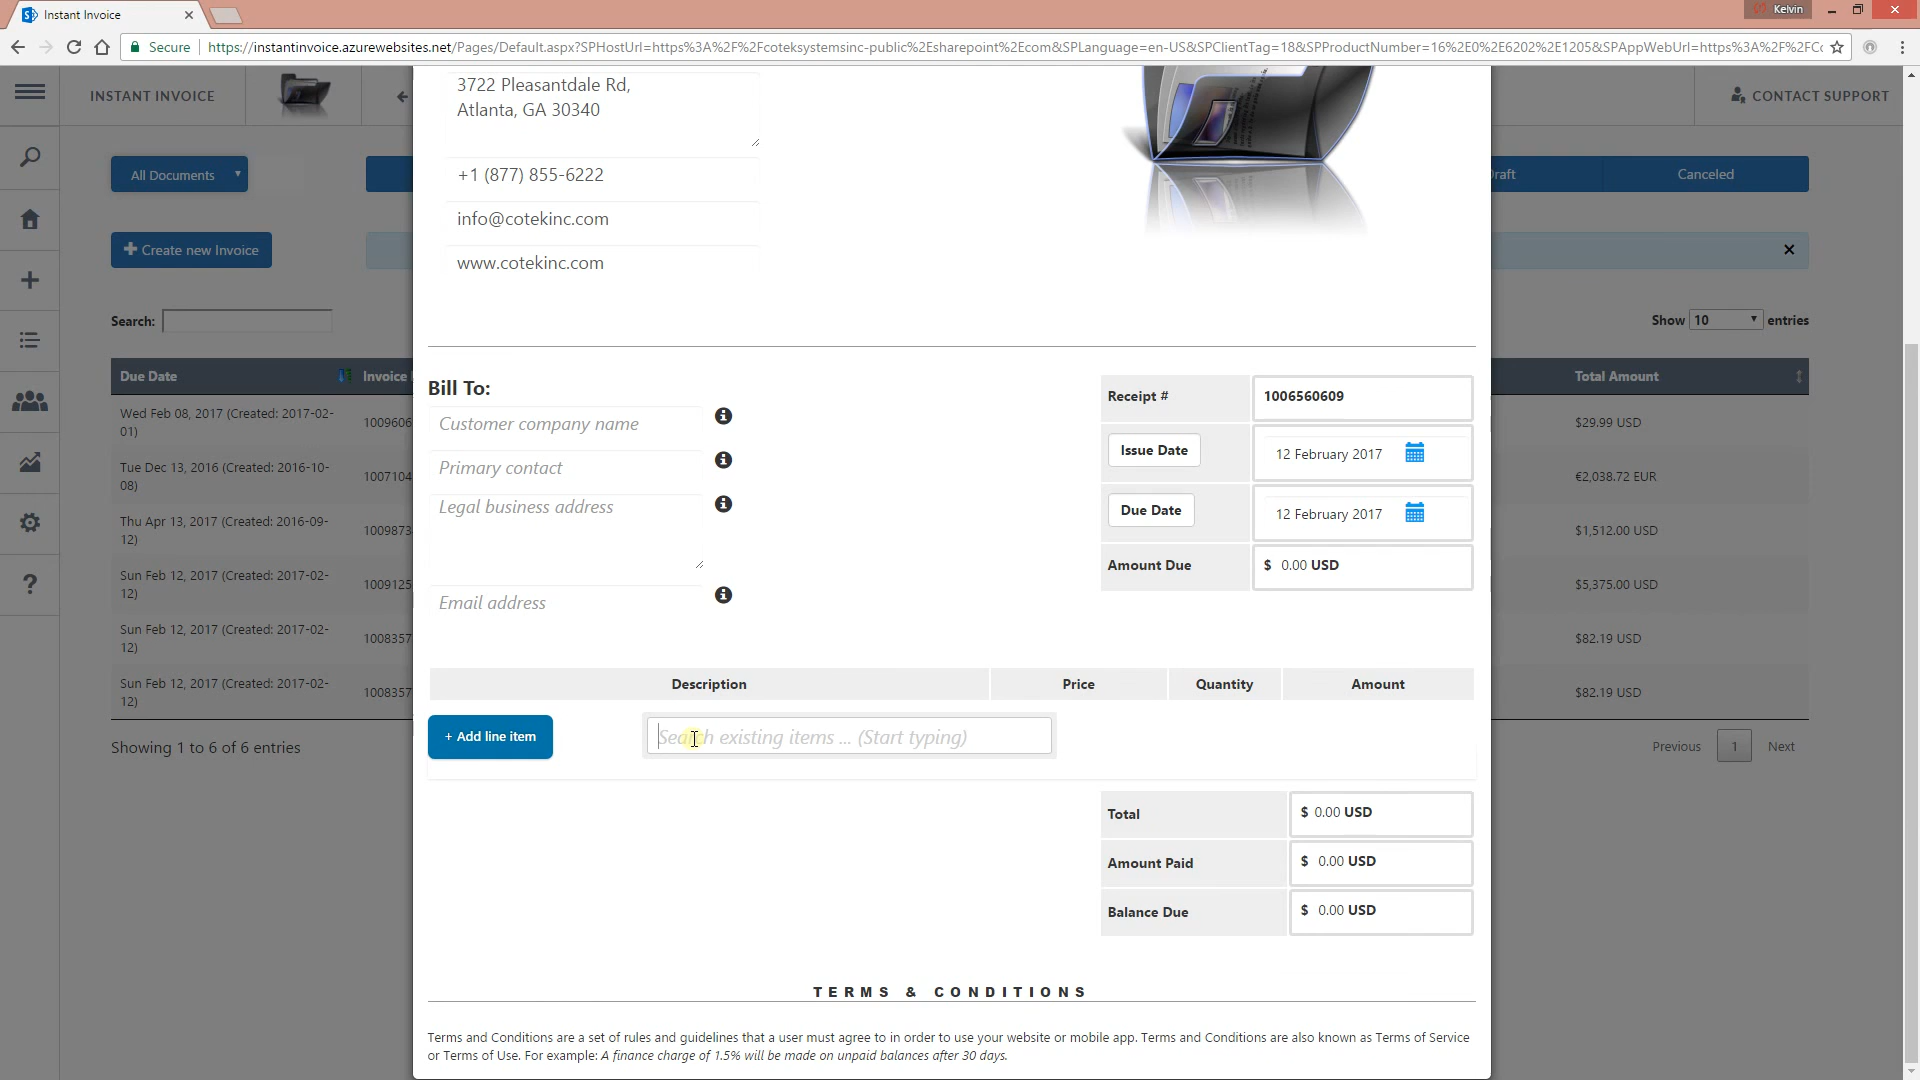 Instant Invoice
Kelvin
Secure
https://instantinvoice.azurewebsites.net/Pages/Default.aspx?SPHostUrl=https%3A%2F%2Fcoteksystemsinc-public%2Esharepoint%2Ecom&SPLanguage=en-US&SPClientTag=18&SPProductNumber=16%2E0%2E6202%2E1205&SPAppWebUrl=https%3A%2F%2FCo
INSTANT INVOICE
CONTACT SUPPORT
3722 Pleasantdale Rd,
Atlanta, GA 30340
+1 (877) 855-6222
info@cotekinc.com
www.cotekinc.com
All Documents
Draft
Canceled
+ Create new Invoice
Search:
Show 10 entries
Due Date
Invoice
Total Amount
Wed Feb 08, 2017 (Created: 2017-02-
01)
1009606
$29.99 USD
Tue Dec 13, 2016 (Created: 2016-10-
08)
1007104
€2,038.72 EUR
Thu Apr 13, 2017 (Created: 2016-09-
12)
1009873
$1,512.00 USD
Sun Feb 12, 2017 (Created: 2017-02-
12)
1009125
$5,375.00 USD
Sun Feb 12, 2017 (Created: 2017-02-
12)
1008357
$82.19 USD
Sun Feb 12, 2017 (Created: 2017-02-
12)
1008357
$82.19 USD
Showing 1 to 6 of 6 entries
Previous 1 Next
Bill To:
Customer company name
Primary contact
Legal business address
Email address
Receipt # 1006560609
Issue Date 12 February 2017
Due Date 12 February 2017
Amount Due $ 0.00 USD
Description Price Quantity Amount
+ Add line item
Search existing items ... (Start typing)
Total $ 0.00 USD
Amount Paid $ 0.00 USD
Balance Due $ 0.00 USD
TERMS & CONDITIONS
Terms and Conditions are a set of rules and guidelines that a user must agree to in order to use your website or mobile app. Terms and Conditions are also known as Terms of Service
or Terms of Use. For example: A finance charge of 1.5% will be made on unpaid balances after 30 days.